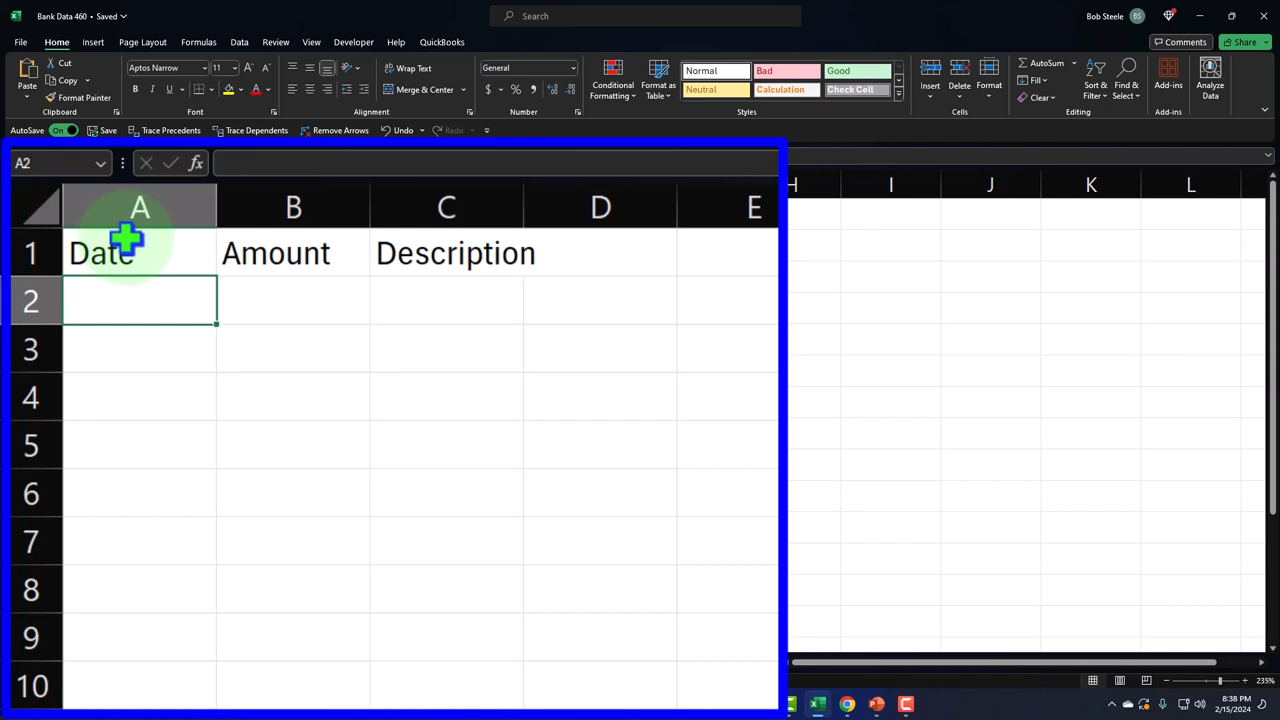 Bank Data 460 • Saved
Search
Bob Steele BS
File Home Insert Page Layout Formulas Data Review View Developer Help QuickBooks
Comments Share
Paste
Cut
Copy
Format Painter
Clipboard
Aptos Narrow 11
B I U
Font
Wrap Text
Merge & Center
Alignment
General
Number
Conditional Formatting
Format as Table
Normal Bad Good
Neutral Calculation Check Cell
Styles
Insert Delete Format
Cells
AutoSum
Fill
Clear
Sort & Filter
Find & Select
Editing
Add-ins
Add-ins
Analyze Data
AutoSave On Save Trace Precedents Trace Dependents Remove Arrows Undo Redo
A2 fx
A B C D E H I J K L
1 Date Amount Description
2
3
4
5
6
7
8
9
10
235%
8:38 PM
2/15/2024